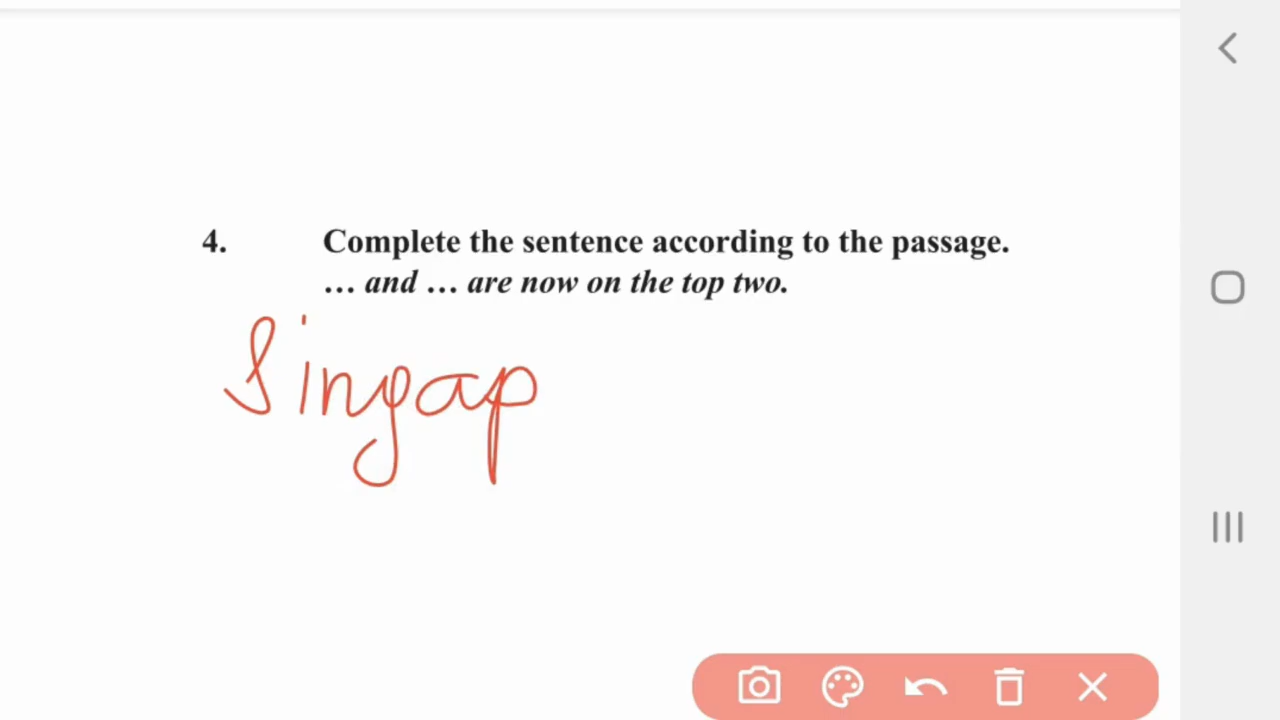 4. Complete the sentence according to the passage.
... and ... are now on the top two.
Singap